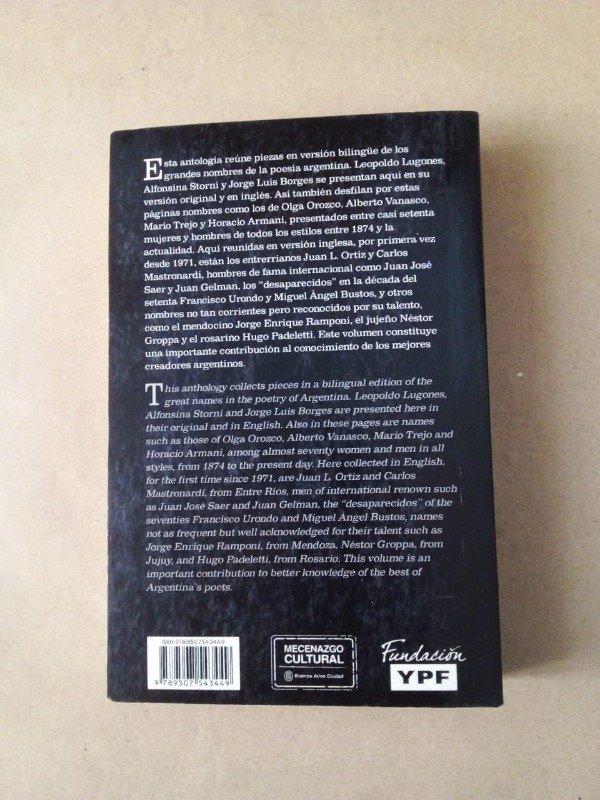 Esta antología reúne piezas en versión bilingüe de los
grandes nombres de la poesía argentina. Leopoldo Lugones,
Alfonsina Storni y Jorge Luis Borges se presentan aquí en su
versión original y en inglés. Así también desfilan por estas
páginas nombres como los de Olga Orozco, Alberto Vanasco,
Mario Trejo y Horacio Armani, presentados entre casi setenta
mujeres y hombres de todos los estilos entre 1874 y la
actualidad. Aquí reunidas en versión inglesa, por primera vez
desde 1971, están los entrerrianos Juan L. Ortiz y Carlos
Mastronardi, hombres de fama internacional como Juan José
Saer y Juan Gelman, los "desaparecidos" en la década del
setenta Francisco Urondo y Miguel Ángel Bustos, y otros
nombres no tan corrientes pero reconocidos por su talento,
como el mendocino Jorge Enrique Ramponi, el jujeño Néstor
Groppa y el rosarino Hugo Padeletti. Este volumen constituye
una importante contribución al conocimiento de los mejores
creadores argentinos.
This anthology collects pieces in a bilingual edition of the
great names in the poetry of Argentina. Leopoldo Lugones,
Alfonsina Storni and Jorge Luis Borges are presented here in
their original and in English. Also in these pages are names
such as those of Olga Orozco, Alberto Vanasco, Mario Trejo and
Horacio Armani, among almost seventy women and men in all
styles, from 1874 to the present day. Here collected in English,
for the first time since 1971, are Juan L. Ortiz and Carlos
Mastronardi, from Entre Ríos, men of international renown such
as Juan José Saer and Juan Gelman, the "desaparecidos" of the
seventies Francisco Urondo and Miguel Ángel Bustos, names
not as frequent but well acknowledged for their talent such as
Jorge Enrique Ramponi, from Mendoza, Néstor Groppa, from
Jujuy, and Hugo Padeletti, from Rosario. This volume is an
important contribution to better knowledge of the best of
Argentina's poets.
ISBN 978-950-754-344-9
9 789507 543449
MECENAZGO
CULTURAL
Buenos Aires Ciudad
Fundación
YPF